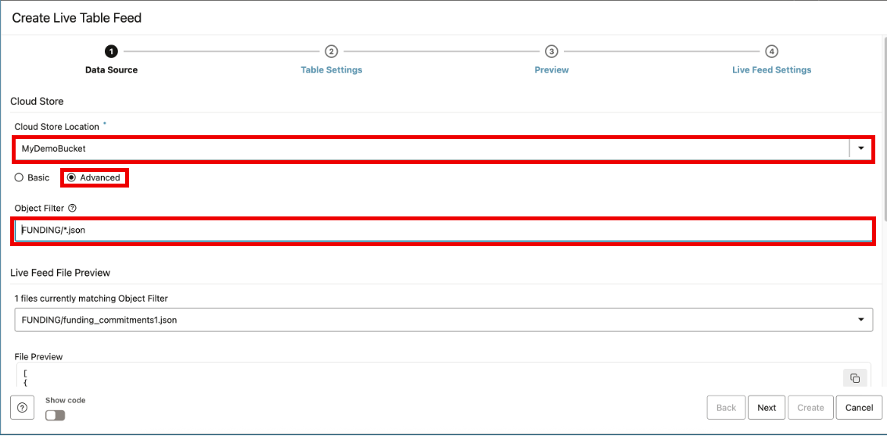 Create Live Table Feed
1 2 3 4
Data Source Table Settings Preview Live Feed Settings
Cloud Store
Cloud Store Location *
MyDemoBucket
Basic Advanced
Object Filter ?
FUNDING/*.json
Live Feed File Preview
1 files currently matching Object Filter
FUNDING/funding_commitments1.json
File Preview
[
{
? Show code Back Next Create Cancel